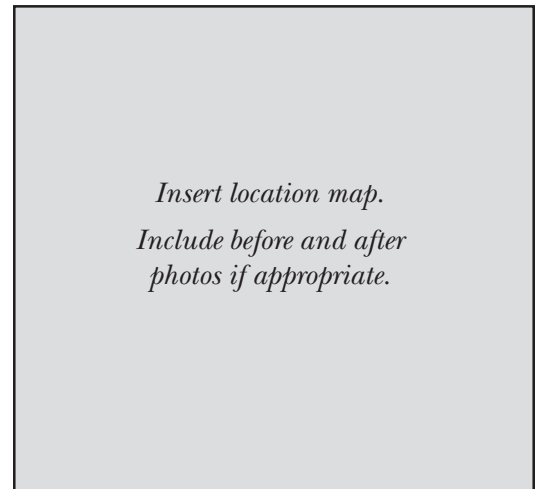 Insert location map.
Include before and after
photos if appropriate.